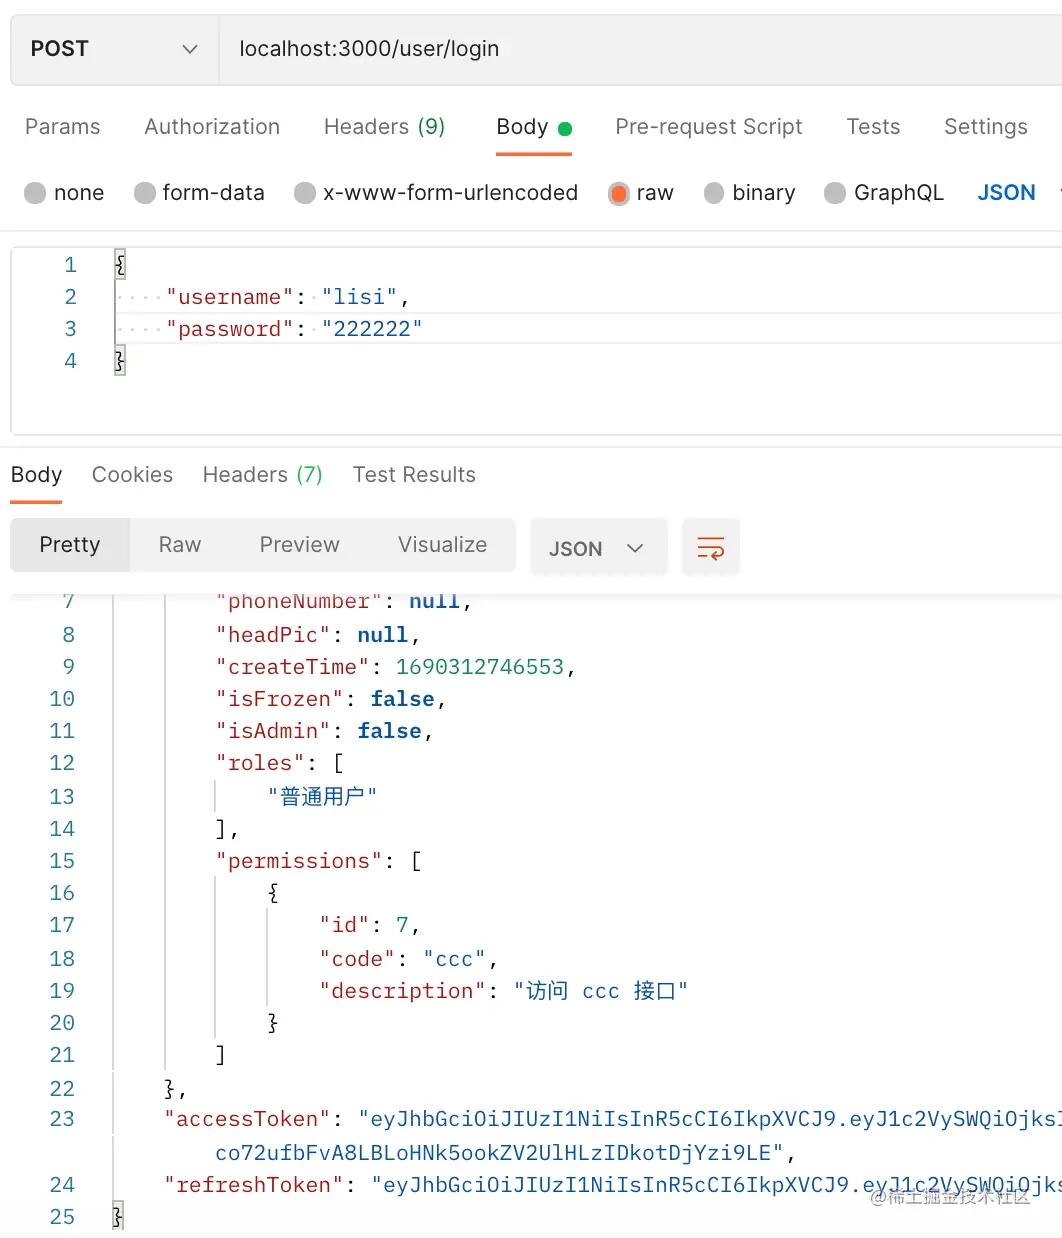 POST localhost:3000/user/login
Params Authorization Headers (9) Body Pre-request Script Tests Settings
none form-data x-www-form-urlencoded raw binary GraphQL JSON
1 {
2 "username": "lisi",
3 "password": "222222"
4 }
Body Cookies Headers (7) Test Results
Pretty Raw Preview Visualize JSON
7 "phoneNumber": null,
8 "headPic": null,
9 "createTime": 1690312746553,
10 "isFrozen": false,
11 "isAdmin": false,
12 "roles": [
13 "普通用户"
14 ],
15 "permissions": [
16 {
17 "id": 7,
18 "code": "ccc",
19 "description": "访问 ccc 接口"
20 }
21 ]
22 },
23 "accessToken": "eyJhbGciOiJIUzI1NiIsInR5cCI6IkpXVCJ9.eyJ1c2VySWQiOjksI
co72ufbFvA8LBLoHNk5ookZV2UlHLzIDkotDjYzi9LE",
24 "refreshToken": "eyJhbGciOiJIUzI1NiIsInR5cCI6IkpXVCJ9.eyJ1c2VySWQiOjks
25 }
@稀土掘金技术社区